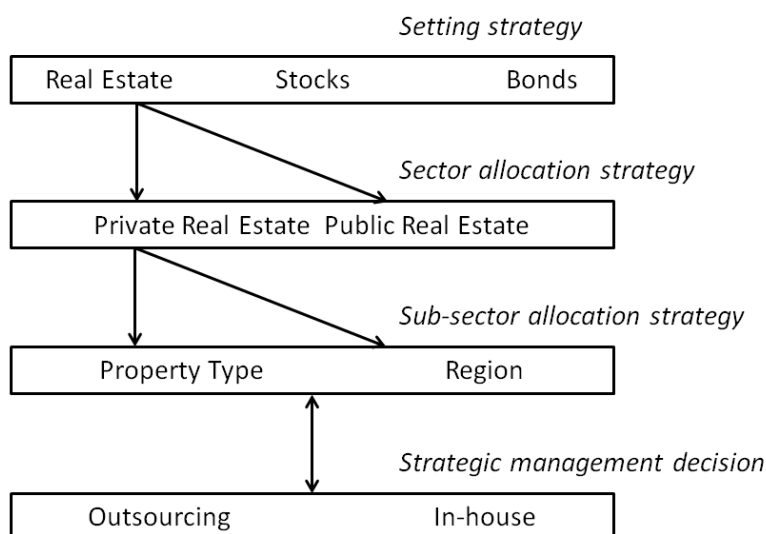 Setting strategy
Real Estate Stocks Bonds
Sector allocation strategy
Private Real Estate Public Real Estate
Sub-sector allocation strategy
Property Type Region
Strategic management decision
Outsourcing In-house